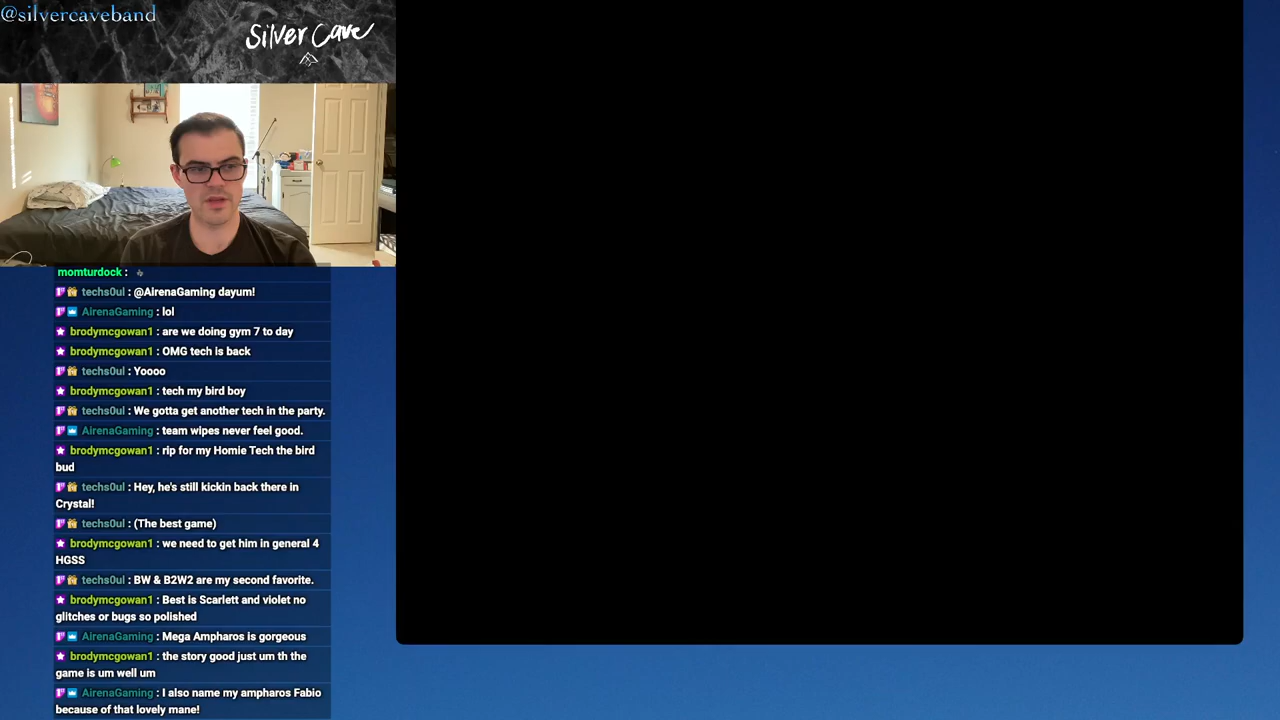 @silvercaveband
Silver Cave
momturdock :
techs0ul : @AirenaGaming dayum!
AirenaGaming : lol
brodymcgowan1 : are we doing gym 7 to day
brodymcgowan1 : OMG tech is back
techs0ul : Yoooo
brodymcgowan1 : tech my bird boy
techs0ul : We gotta get another tech in the party.
AirenaGaming : team wipes never feel good.
brodymcgowan1 : rip for my Homie Tech the bird
bud
techs0ul : Hey, he's still kickin back there in
Crystal!
techs0ul : (The best game)
brodymcgowan1 : we need to get him in general 4
HGSS
techs0ul : BW & B2W2 are my second favorite.
brodymcgowan1 : Best is Scarlett and violet no
glitches or bugs so polished
AirenaGaming : Mega Ampharos is gorgeous
brodymcgowan1 : the story good just um th the
game is um well um
AirenaGaming : I also name my ampharos Fabio
because of that lovely mane!